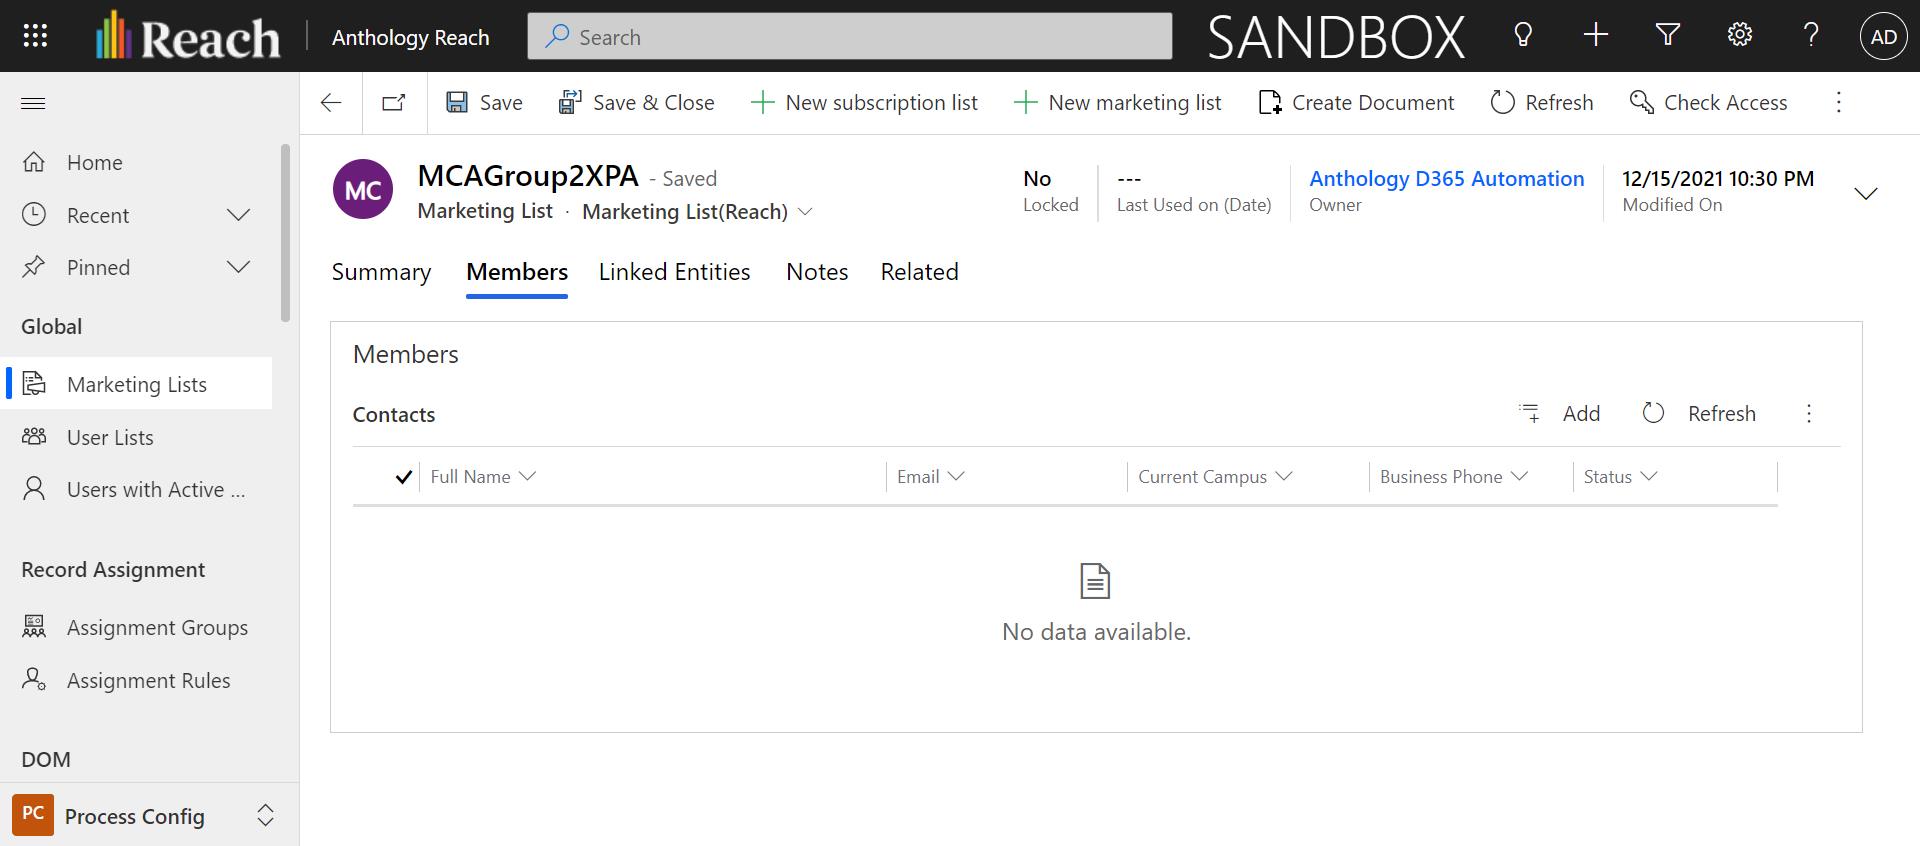 Reach
Anthology Reach
Search
SANDBOX
AD
Save
Save & Close
New subscription list
New marketing list
Create Document
Refresh
Check Access
Home
Recent
Pinned
Global
Marketing Lists
User Lists
Users with Active ...
Record Assignment
Assignment Groups
Assignment Rules
DOM
PC
Process Config
MC
MCAGroup2XPA - Saved
Marketing List · Marketing List(Reach)
No
Locked
---
Last Used on (Date)
Anthology D365 Automation
Owner
12/15/2021 10:30 PM
Modified On
Summary
Members
Linked Entities
Notes
Related
Members
Contacts
Add
Refresh
Full Name
Email
Current Campus
Business Phone
Status
No data available.